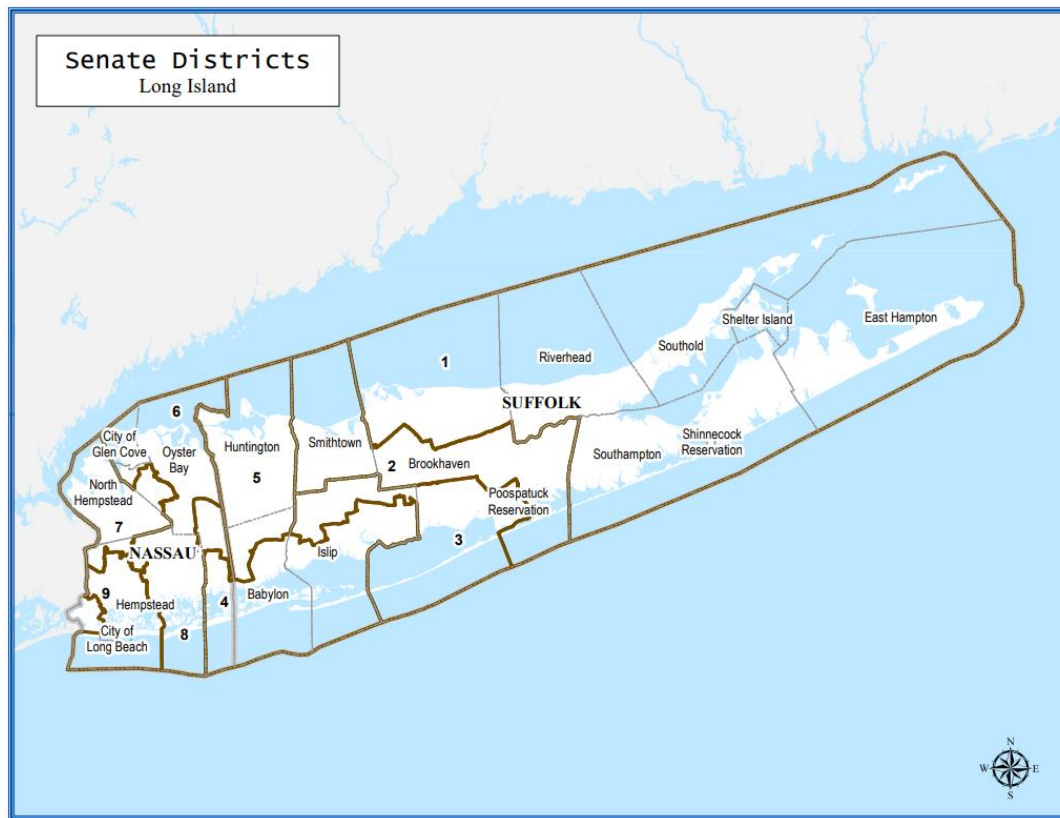 Senate Districts
Long Island
1
Riverhead
Shelter Island
East Hampton
Southold
SUFFOLK
6
City of
Glen Cove
Oyster
Bay
Huntington
Smithtown
5
2
Brookhaven
Southampton
Shinnecock
Reservation
North
Hempstead
Poospatuck
Reservation
7
NASSAU
Islip
3
9
Hempstead
4
Babylon
City of
Long Beach
8
N
W
E
S